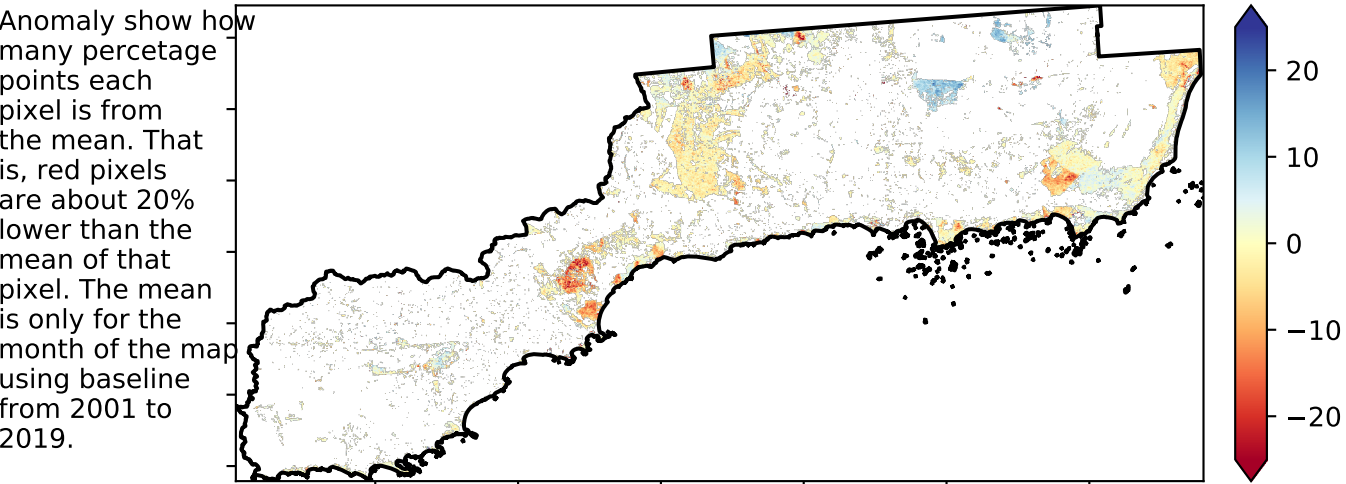 Anomaly show how
many percetage
points each
pixel is from
the mean. That
is, red pixels
are about 20%
lower than the
mean of that
pixel. The mean
is only for the
month of the map
using baseline
from 2001 to
2019.
20
10
0
−10
−20